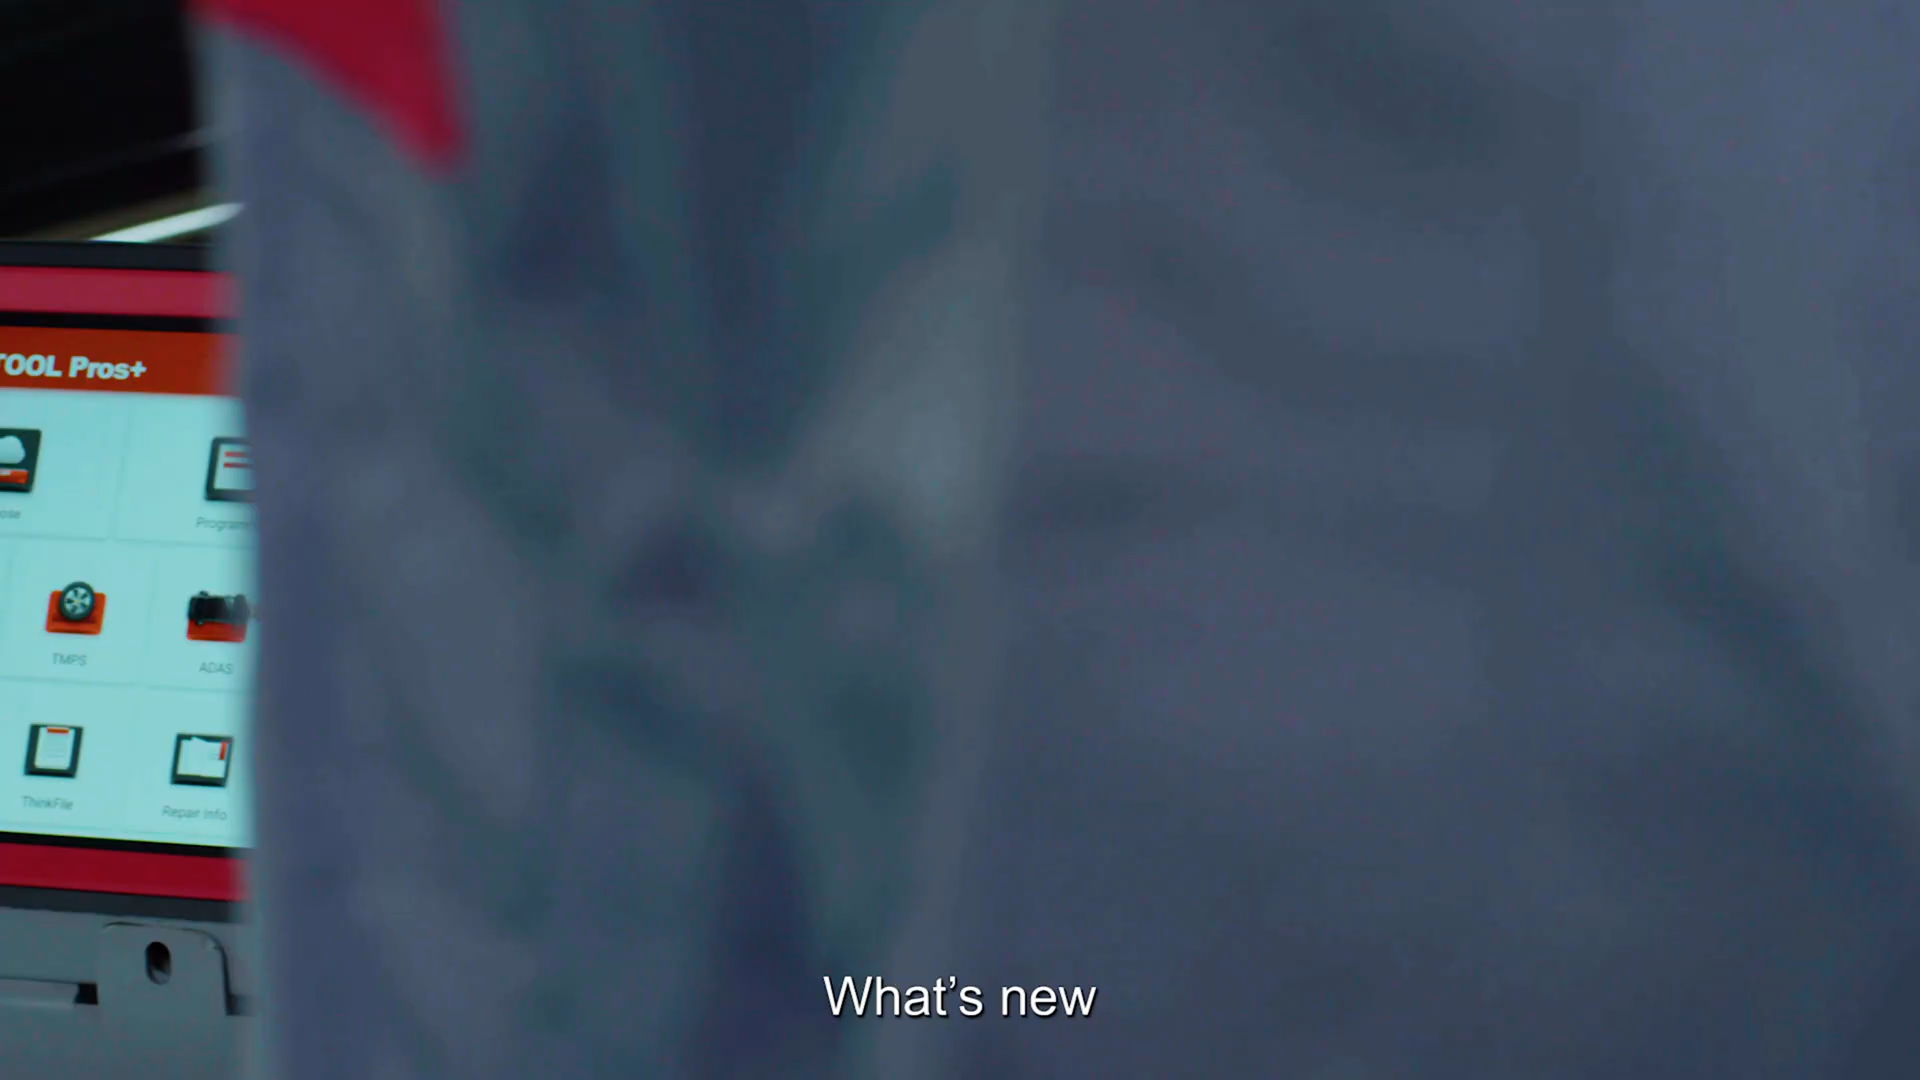 TOOL Pros+
TMPS
ADAS
ThinkFile
Repair Info
What's new